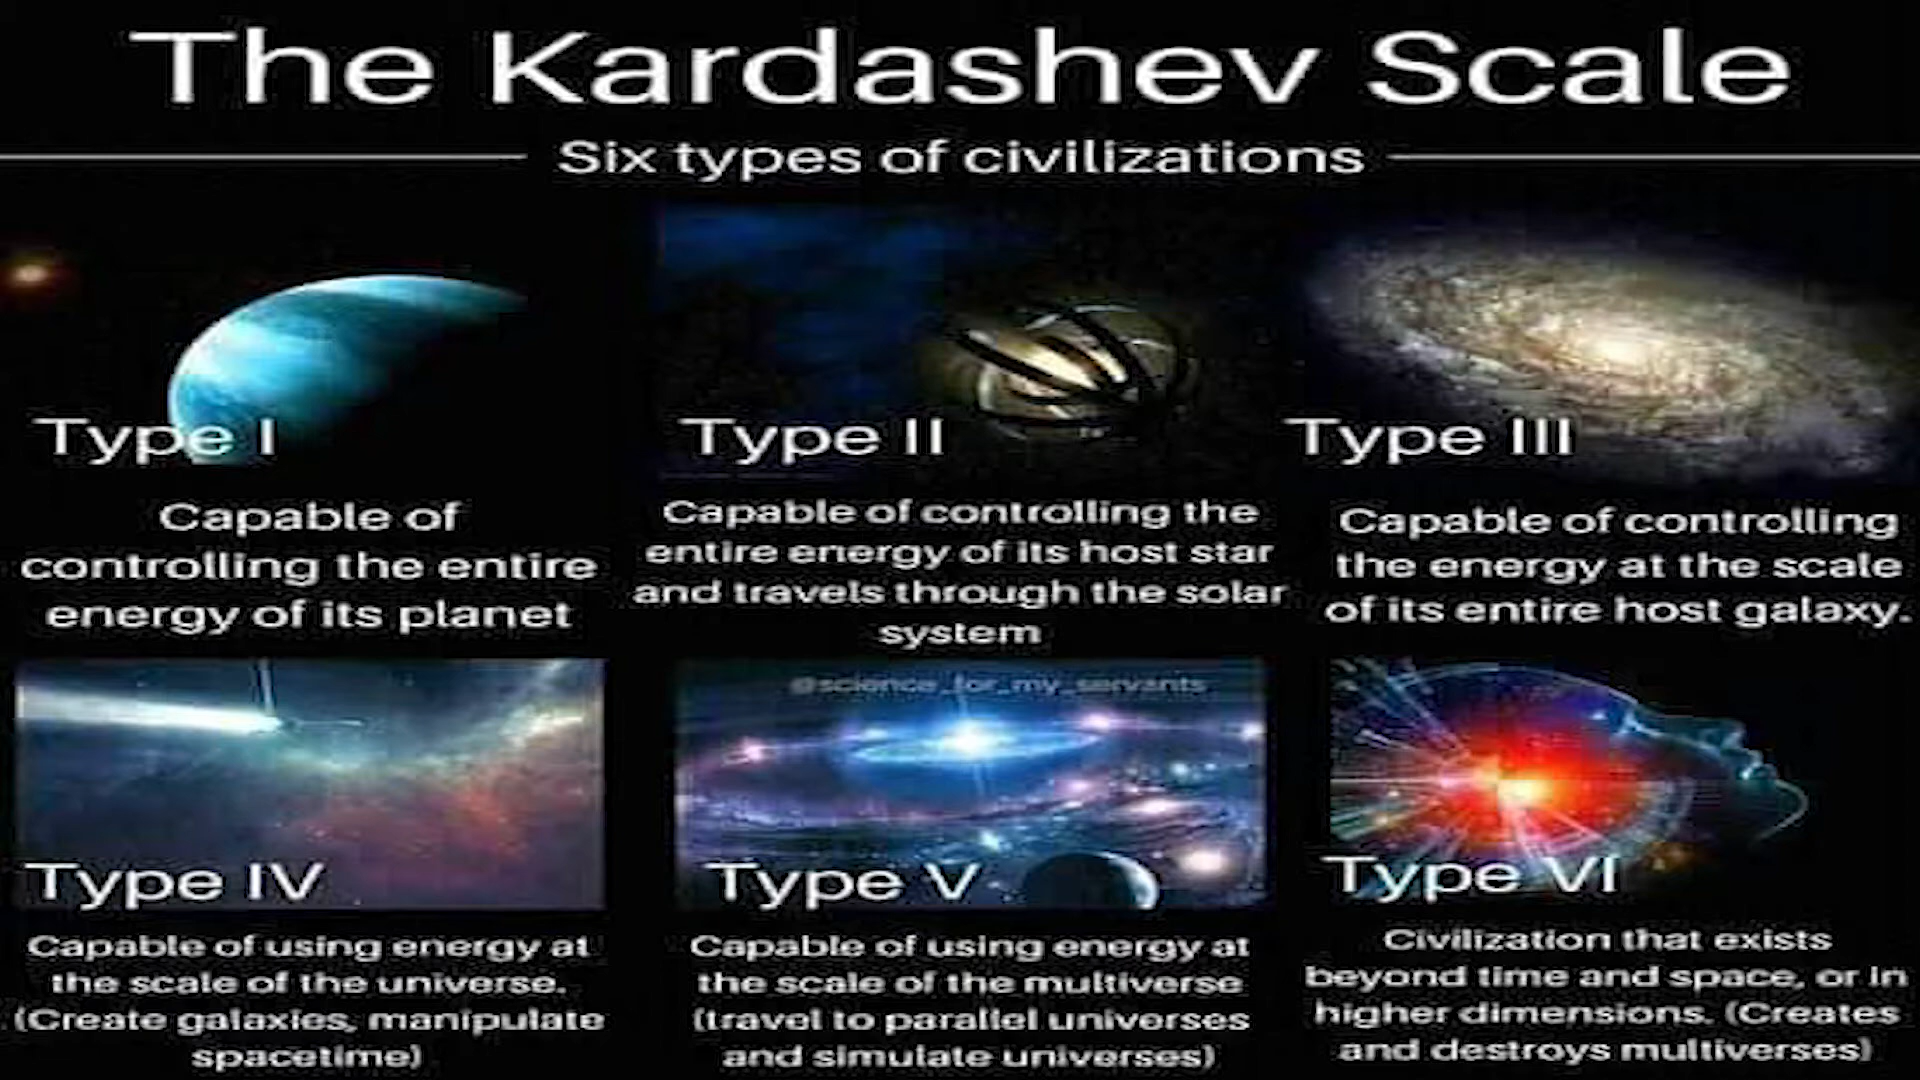 The Kardashev Scale
Six types of civilizations
Type I
Capable of
controlling the entire
energy of its planet
Type II
Capable of controlling the
entire energy of its host star
and travels through the solar
system
Type III
Capable of controlling
the energy at the scale
of its entire host galaxy.
Type IV
Capable of using energy at
the scale of the universe.
(Create galaxies, manipulate
spacetime)
@science_for_my_servants
Type V
Capable of using energy at
the scale of the multiverse
(travel to parallel universes
and simulate universes)
Type VI
Civilization that exists
beyond time and space, or in
higher dimensions. (Creates
and destroys multiverses)